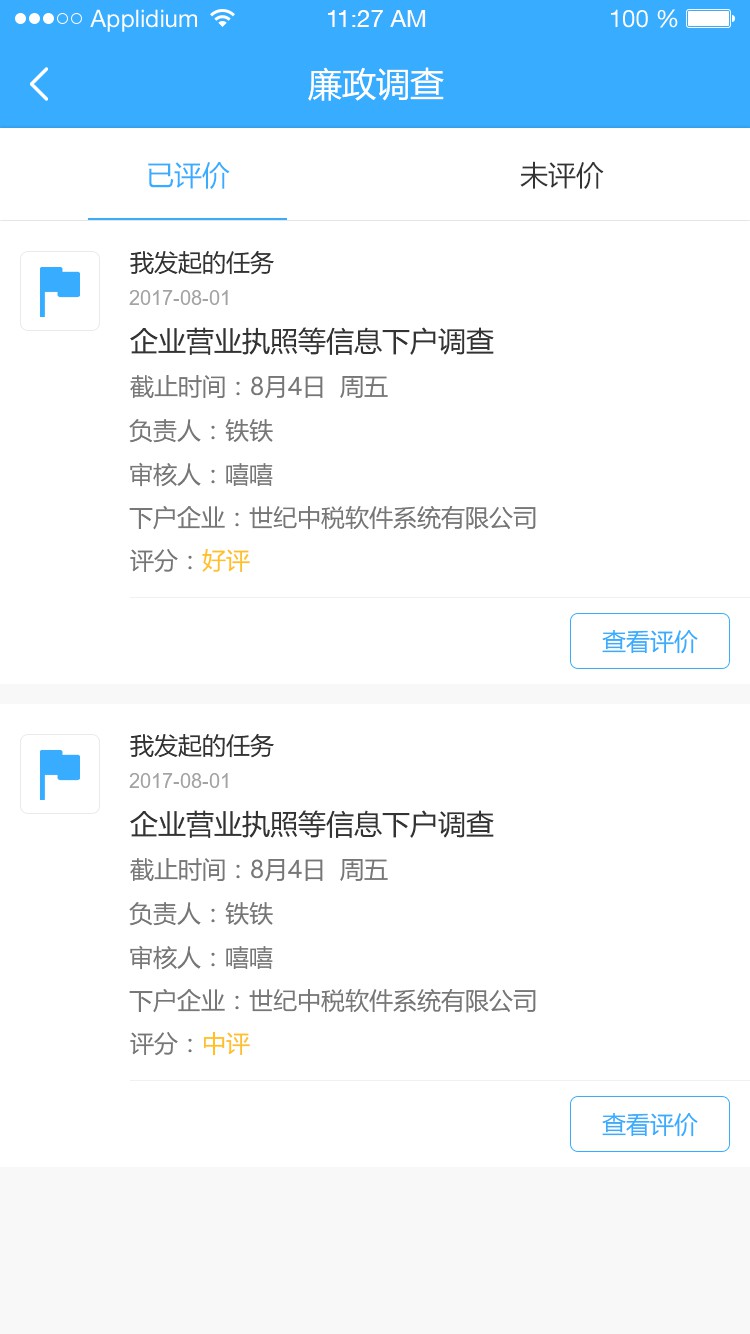 Applidium 11:27 AM 100 %
廉政调查
已评价 未评价
我发起的任务
2017-08-01
企业营业执照等信息下户调查
截止时间：8月4日 周五
负责人：铁铁
审核人：嘻嘻
下户企业：世纪中税软件系统有限公司
评分：好评
查看评价
我发起的任务
2017-08-01
企业营业执照等信息下户调查
截止时间：8月4日 周五
负责人：铁铁
审核人：嘻嘻
下户企业：世纪中税软件系统有限公司
评分：中评
查看评价